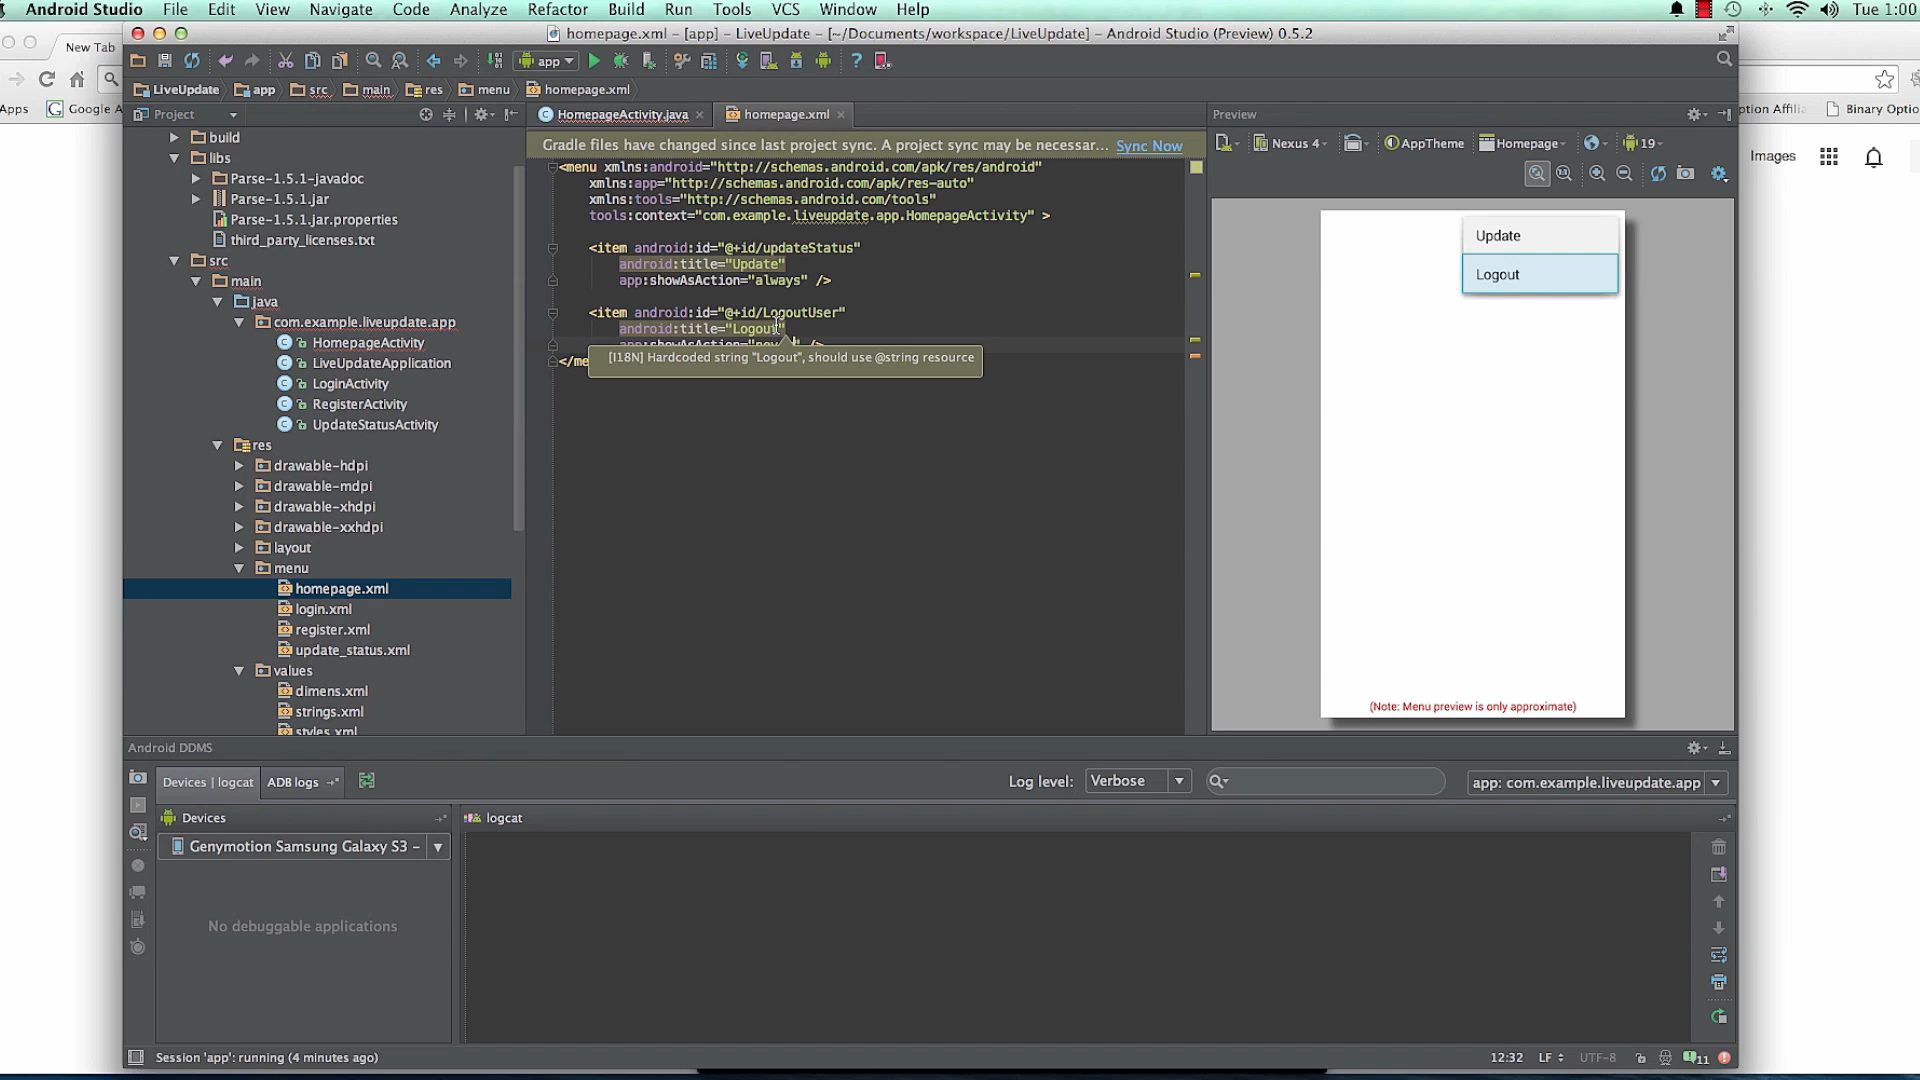 Android Studio File Edit View Navigate Code Analyze Refactor Build Run Tools VCS Window Help Tue 1:00
homepage.xml – [app] – LiveUpdate – [~/Documents/workspace/LiveUpdate] – Android Studio (Preview) 0.5.2
New Tab
app
LiveUpdate app src main res menu homepage.xml
Apps Google A
ption Affilia Binary Optio
Images
Project
HomepageActivity.java homepage.xml
Preview
build
libs
Parse-1.5.1-javadoc
Parse-1.5.1.jar
Parse-1.5.1.jar.properties
third_party_licenses.txt
src
main
java
com.example.liveupdate.app
HomepageActivity
LiveUpdateApplication
LoginActivity
RegisterActivity
UpdateStatusActivity
res
drawable-hdpi
drawable-mdpi
drawable-xhdpi
drawable-xxhdpi
layout
menu
homepage.xml
login.xml
register.xml
update_status.xml
values
dimens.xml
strings.xml
styles.xml
Gradle files have changed since last project sync. A project sync may be necessar... Sync Now
<menu xmlns:android="http://schemas.android.com/apk/res/android"
xmlns:app="http://schemas.android.com/apk/res-auto"
xmlns:tools="http://schemas.android.com/tools"
tools:context="com.example.liveupdate.app.HomepageActivity" >
<item android:id="@+id/updateStatus"
android:title="Update"
app:showAsAction="always" />
<item android:id="@+id/LogoutUser"
android:title="Logout"
[I18N] Hardcoded string "Logout", should use @string resource
</me
Nexus 4 AppTheme Homepage 19
Update
Logout
(Note: Menu preview is only approximate)
Android DDMS
Devices | logcat ADB logs
Log level: Verbose
app: com.example.liveupdate.app
Devices
logcat
Genymotion Samsung Galaxy S3 –
No debuggable applications
Session 'app': running (4 minutes ago)
12:32 LF UTF-8 11